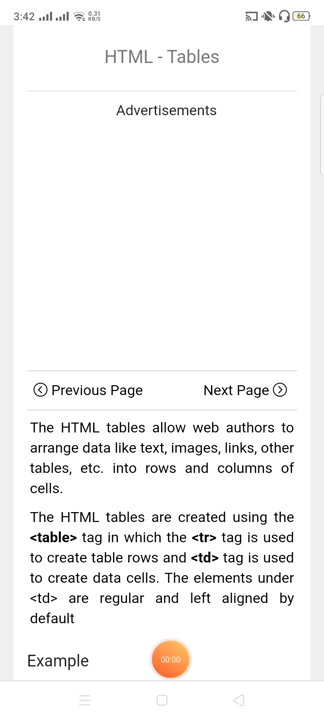 3:42 0.31 KB/S 66
HTML - Tables
Advertisements
Previous Page Next Page
The HTML tables allow web authors to
arrange data like text, images, links, other
tables, etc. into rows and columns of
cells.
The HTML tables are created using the
<table> tag in which the <tr> tag is used
to create table rows and <td> tag is used
to create data cells. The elements under
<td> are regular and left aligned by
default
Example
00:00